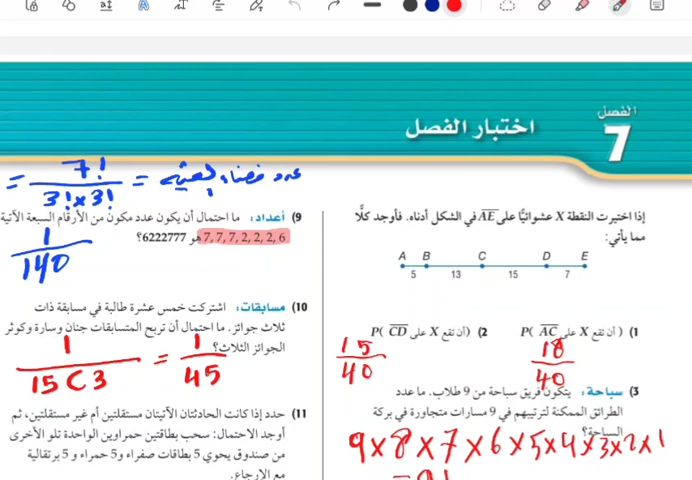 الفصل
7
اختبار الفصل
إذا اختيرت النقطة X عشوائيًّا على AE في الشكل أدناه. فأوجد كلًّا
مما يأتي:
A B C D E
5 13 15 7
1) P( أن تقع X على AC )
2) P( أن تقع X على CD )
18/40
15/40
3) سباحة: يتكون فريق سباحة من 9 طلاب. ما عدد
الطرائق الممكنة لترتيبهم في 9 مسارات متجاورة في بركة
السباحة؟
9×8×7×6×5×4×3×2×1
عدد فضاء العينة = 7!/(3!×3!) =
9) أعداد: ما احتمال أن يكون عدد مكون من الأرقام السبعة الآتية
7, 7, 7, 2, 2, 2, 6 هو 6222777؟
1/140
10) مسابقات: اشتركت خمس عشرة طالبة في مسابقة ذات
ثلاث جوائز. ما احتمال أن تربح المتسابقات جنان وسارة وكوثر
الجوائز الثلاث؟
1/15C3 = 1/45
11) حدد إذا كانت الحادثتان الآتيتان مستقلتين أم غير مستقلتين، ثم
أوجد الاحتمال: سحب بطاقتين حمراوين الواحدة تلو الأخرى
من صندوق يحوي 5 بطاقات صفراء و5 حمراء و5 برتقالية
مع الإرجاع.